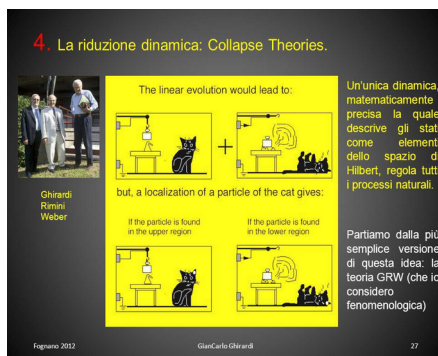 4. La riduzione dinamica: Collapse Theories.
The linear evolution would lead to:
+
but, a localization of a particle of the cat gives:
If the particle is found
in the upper region
If the particle is found
in the lower region
Ghirardi
Rimini
Weber
Un'unica dinamica,
matematicamente
precisa la quale
descrive gli stat
come element
dello spazio d
Hilbert, regola tutt
i processi naturali.
Partiamo dalla più
semplice versione
di questa idea: la
teoria GRW (che io
considero
fenomenologica)
Fognano 2012
GianCarlo Ghirardi
27